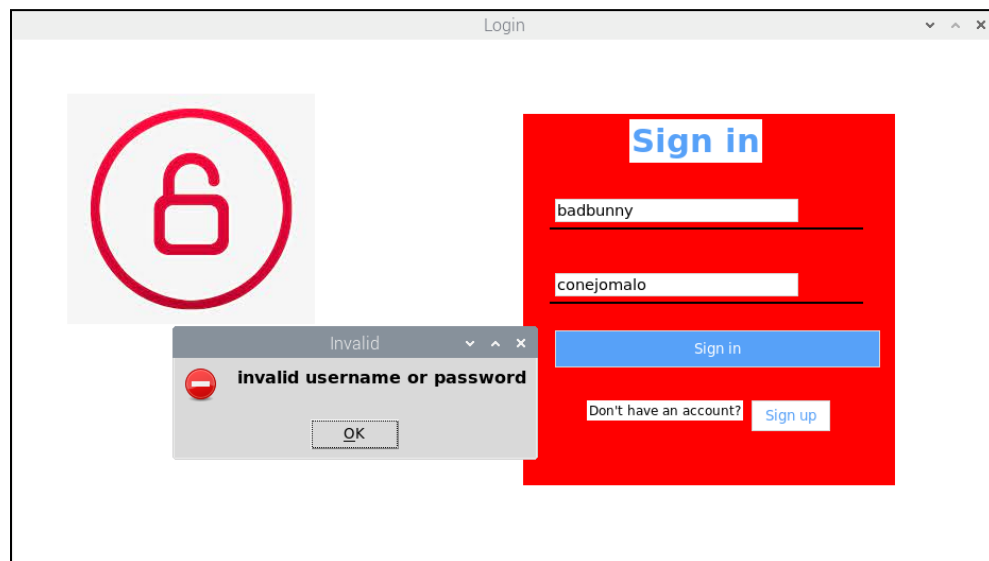 Login
Sign in
badbunny
conejomalo
Sign in
Don't have an account?
Sign up
Invalid
invalid username or password
OK